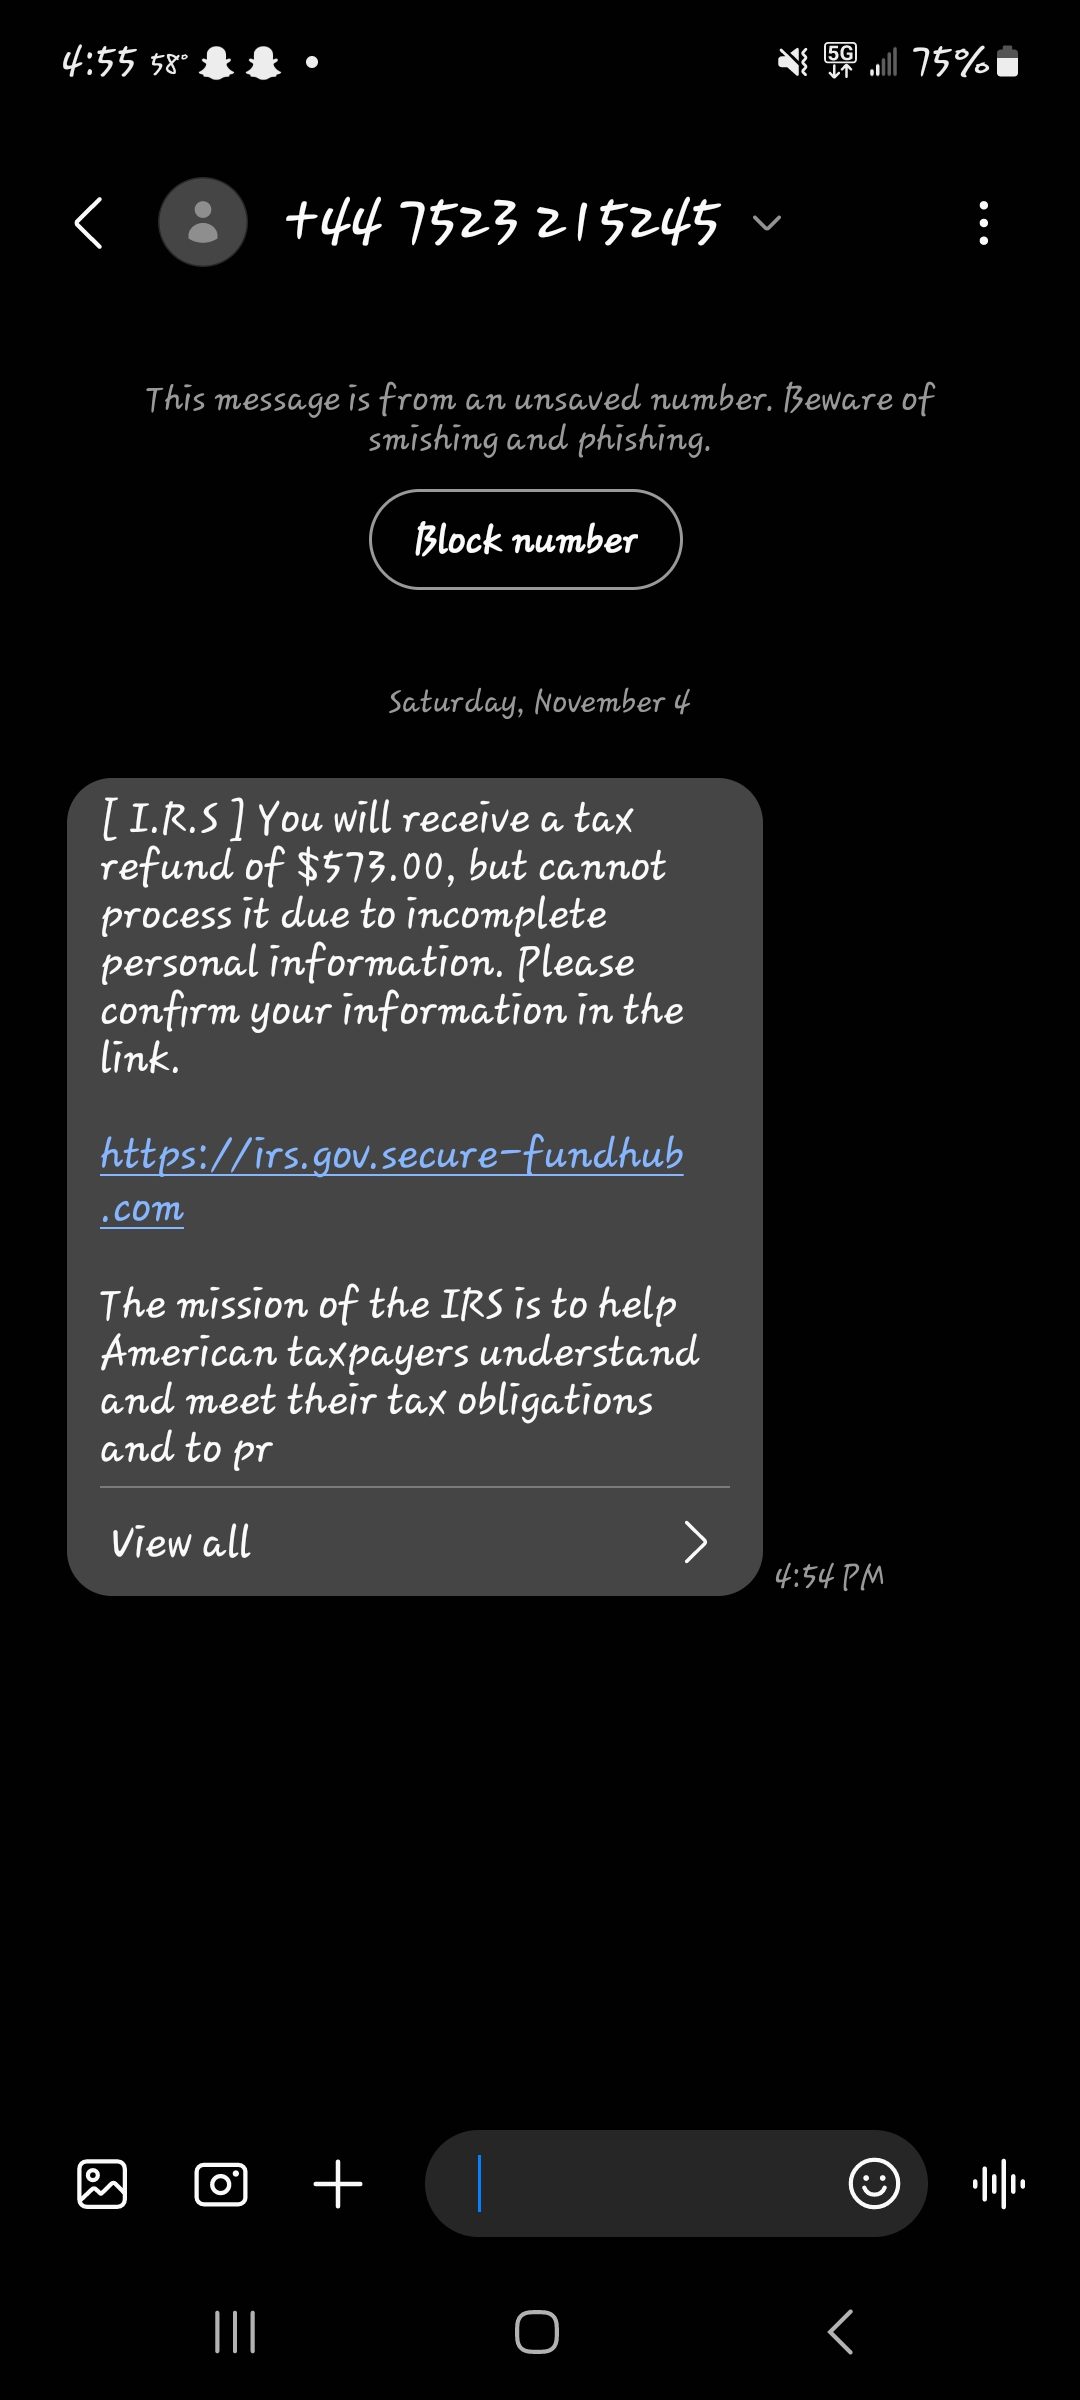 4:55 58°
5G 75%
+44 7523 215245
This message is from an unsaved number. Beware of
smishing and phishing.
Block number
Saturday, November 4
[ I.R.S ] You will receive a tax
refund of $573.00, but cannot
process it due to incomplete
personal information. Please
confirm your information in the
link.
https://irs.gov.secure-fundhub
.com
The mission of the IRS is to help
American taxpayers understand
and meet their tax obligations
and to pr
View all
4:54 PM